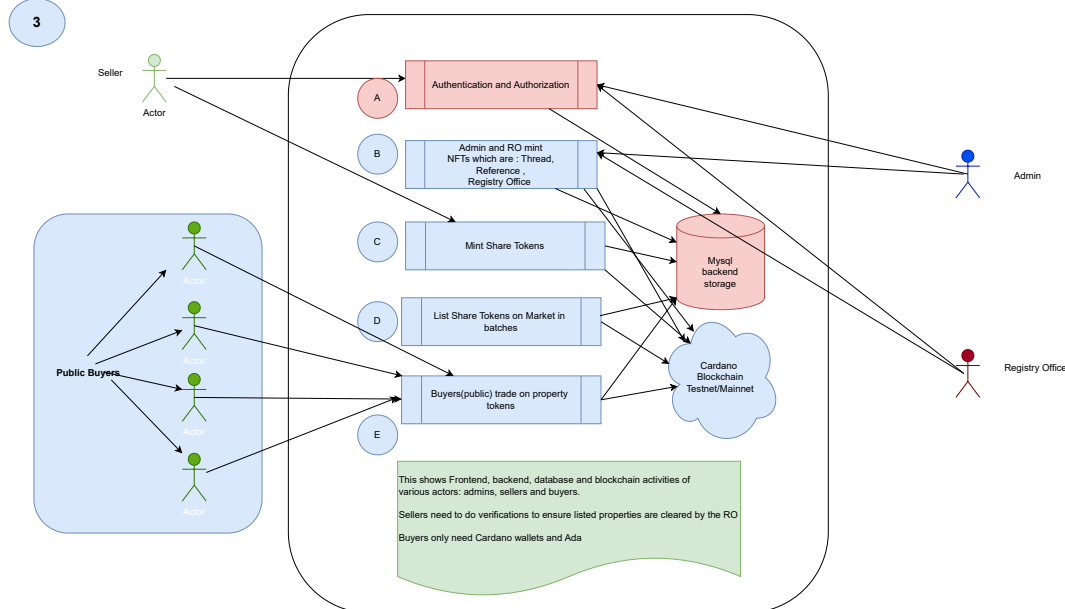 3
Seller
Actor
A
Authentication and Authorization
B
Admin and RO mint
NFTs which are : Thread,
Reference ,
Registry Office
Admin
C
Mint Share Tokens
Mysql
backend
storage
Actor
D
List Share Tokens on Market in
batches
Actor
Public Buyers
Cardano
Blockchain
Testnet/Mainnet
Registry Office
Buyers(public) trade on property
tokens
Actor
E
Actor
This shows Frontend, backend, database and blockchain activities of
various actors: admins, sellers and buyers.
Sellers need to do verifications to ensure listed properties are cleared by the RO
Buyers only need Cardano wallets and Ada